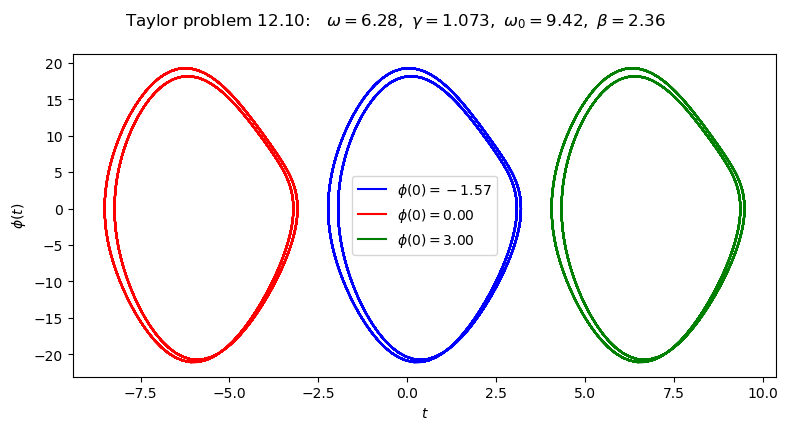 Taylor problem 12.10: ω = 6.28, γ = 1.073, ω₀ = 9.42, β = 2.36
20
15
10
5
0
−5
−10
−15
−20
ϕ(t)
ϕ(0) = −1.57
ϕ(0) = 0.00
ϕ(0) = 3.00
−7.5 −5.0 −2.5 0.0 2.5 5.0 7.5 10.0
t